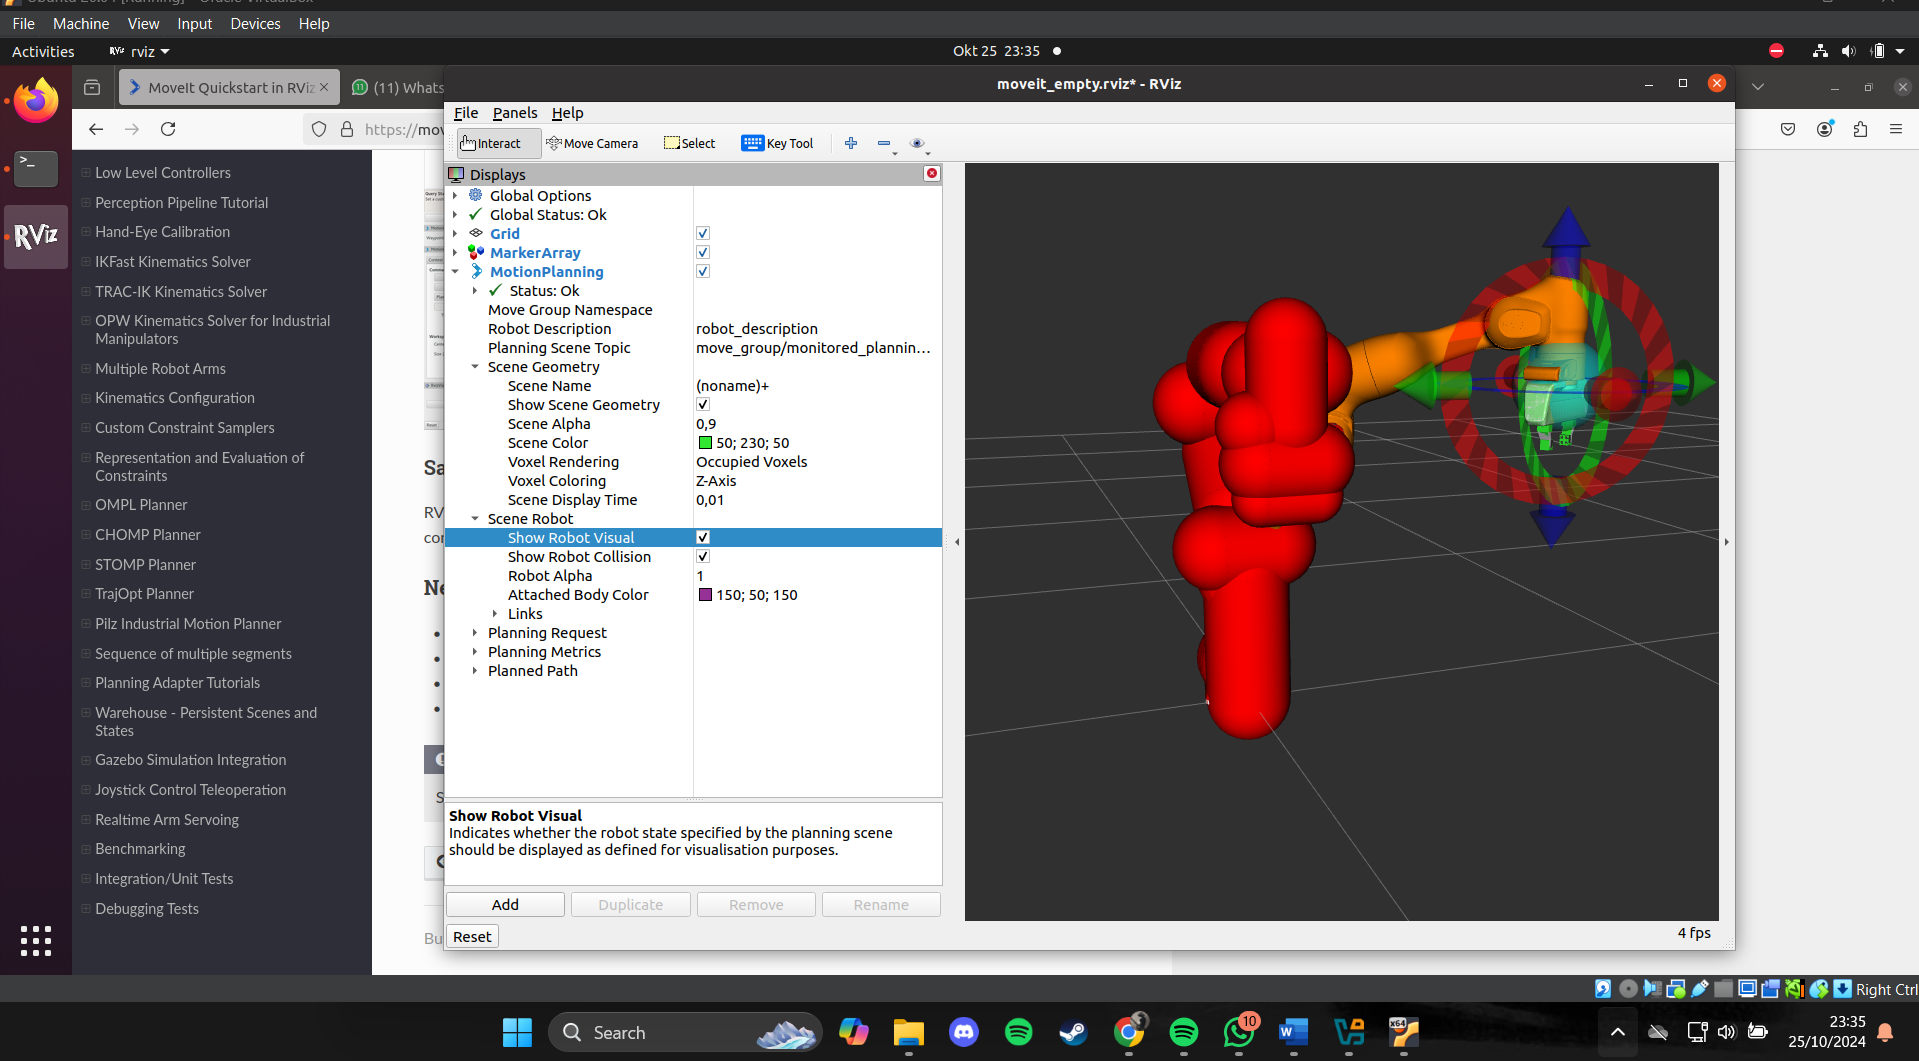 File Machine View Input Devices Help
Activities
RViz rviz
Okt 25 23:35
MoveIt Quickstart in RViz
(11) Whats
https://mov
moveit_empty.rviz* - RViz
File Panels Help
Interact Move Camera Select Key Tool
Low Level Controllers
Perception Pipeline Tutorial
Hand-Eye Calibration
IKFast Kinematics Solver
TRAC-IK Kinematics Solver
OPW Kinematics Solver for Industrial
Manipulators
Multiple Robot Arms
Kinematics Configuration
Custom Constraint Samplers
Representation and Evaluation of
Constraints
OMPL Planner
CHOMP Planner
STOMP Planner
TrajOpt Planner
Pilz Industrial Motion Planner
Sequence of multiple segments
Planning Adapter Tutorials
Warehouse - Persistent Scenes and
States
Gazebo Simulation Integration
Joystick Control Teleoperation
Realtime Arm Servoing
Benchmarking
Integration/Unit Tests
Debugging Tests
RViz
Sa
RV
cor
Ne
S
Bu
Displays
Global Options
Global Status: Ok
Grid
MarkerArray
MotionPlanning
Status: Ok
Move Group Namespace
Robot Description robot_description
Planning Scene Topic move_group/monitored_plannin...
Scene Geometry
Scene Name (noname)+
Show Scene Geometry
Scene Alpha 0,9
Scene Color 50; 230; 50
Voxel Rendering Occupied Voxels
Voxel Coloring Z-Axis
Scene Display Time 0,01
Scene Robot
Show Robot Visual
Show Robot Collision
Robot Alpha 1
Attached Body Color 150; 50; 150
Links
Planning Request
Planning Metrics
Planned Path
Show Robot Visual
Indicates whether the robot state specified by the planning scene
should be displayed as defined for visualisation purposes.
Add Duplicate Remove Rename
Reset
4 fps
Right Ctrl
Search
10
x64
23:35
25/10/2024